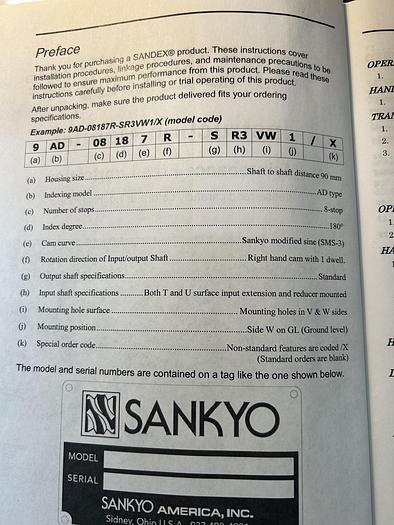 Preface
Thank you for purchasing a SANDEX® product. These instructions cover
installation procedures, linkage procedures, and maintenance precautions to be
followed to ensure maximum performance from this product. Please read these
instructions carefully before installing or trial operating of this product.
After unpacking, make sure the product delivered fits your ordering
specifications.
Example: 9AD-08187R-SR3VW1/X (model code)
9 AD - 08 18 7 R - S R3 VW 1 / X
(a) (b) (c) (d) (e) (f) (g) (h) (i) (j) (k)
(a) Housing size...Shaft to shaft distance 90 mm
(b) Indexing model...AD type
(c) Number of stops...8-stop
(d) Index degree...180°
(e) Cam curve...Sankyo modified sine (SMS-3)
(f) Rotation direction of Input/output Shaft...Right hand cam with 1 dwell.
(g) Output shaft specifications...Standard
(h) Input shaft specifications...Both T and U surface input extension and reducer mounted
(i) Mounting hole surface...Mounting holes in V & W sides
(j) Mounting position...Side W on GL (Ground level)
(k) Special order code...Non-standard features are coded /X
(Standard orders are blank)
The model and serial numbers are contained on a tag like the one shown below.
SANKYO
MODEL
SERIAL
SANKYO AMERICA, INC.
Sidney, Ohio U.S.A.
OPER
1.
HANI
1.
TRAN
1.
2.
3.
OPI
1.
2
HA